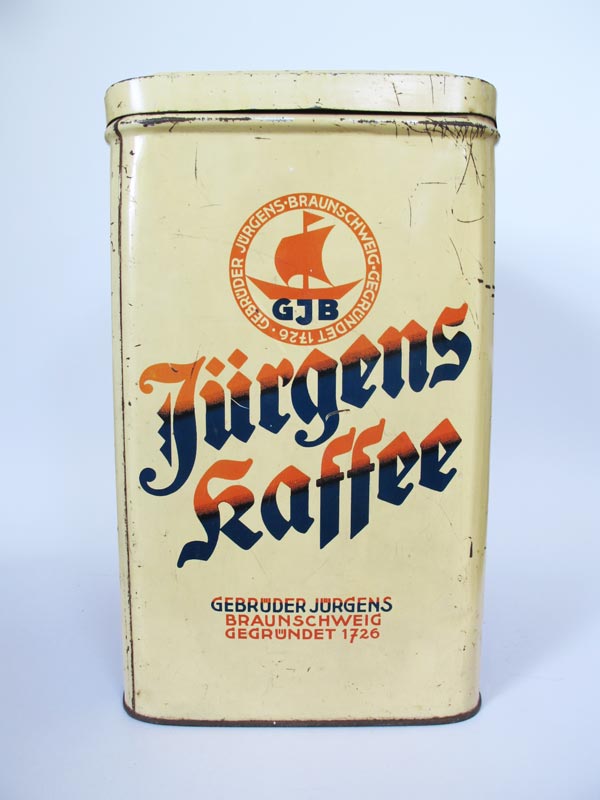 GEBRÜDER JÜRGENS·BRAUNSCHWEIG·GEGRÜNDET 1726·
GJB
Jürgens
Kaffee
GEBRÜDER JÜRGENS
BRAUNSCHWEIG
GEGRÜNDET 1726